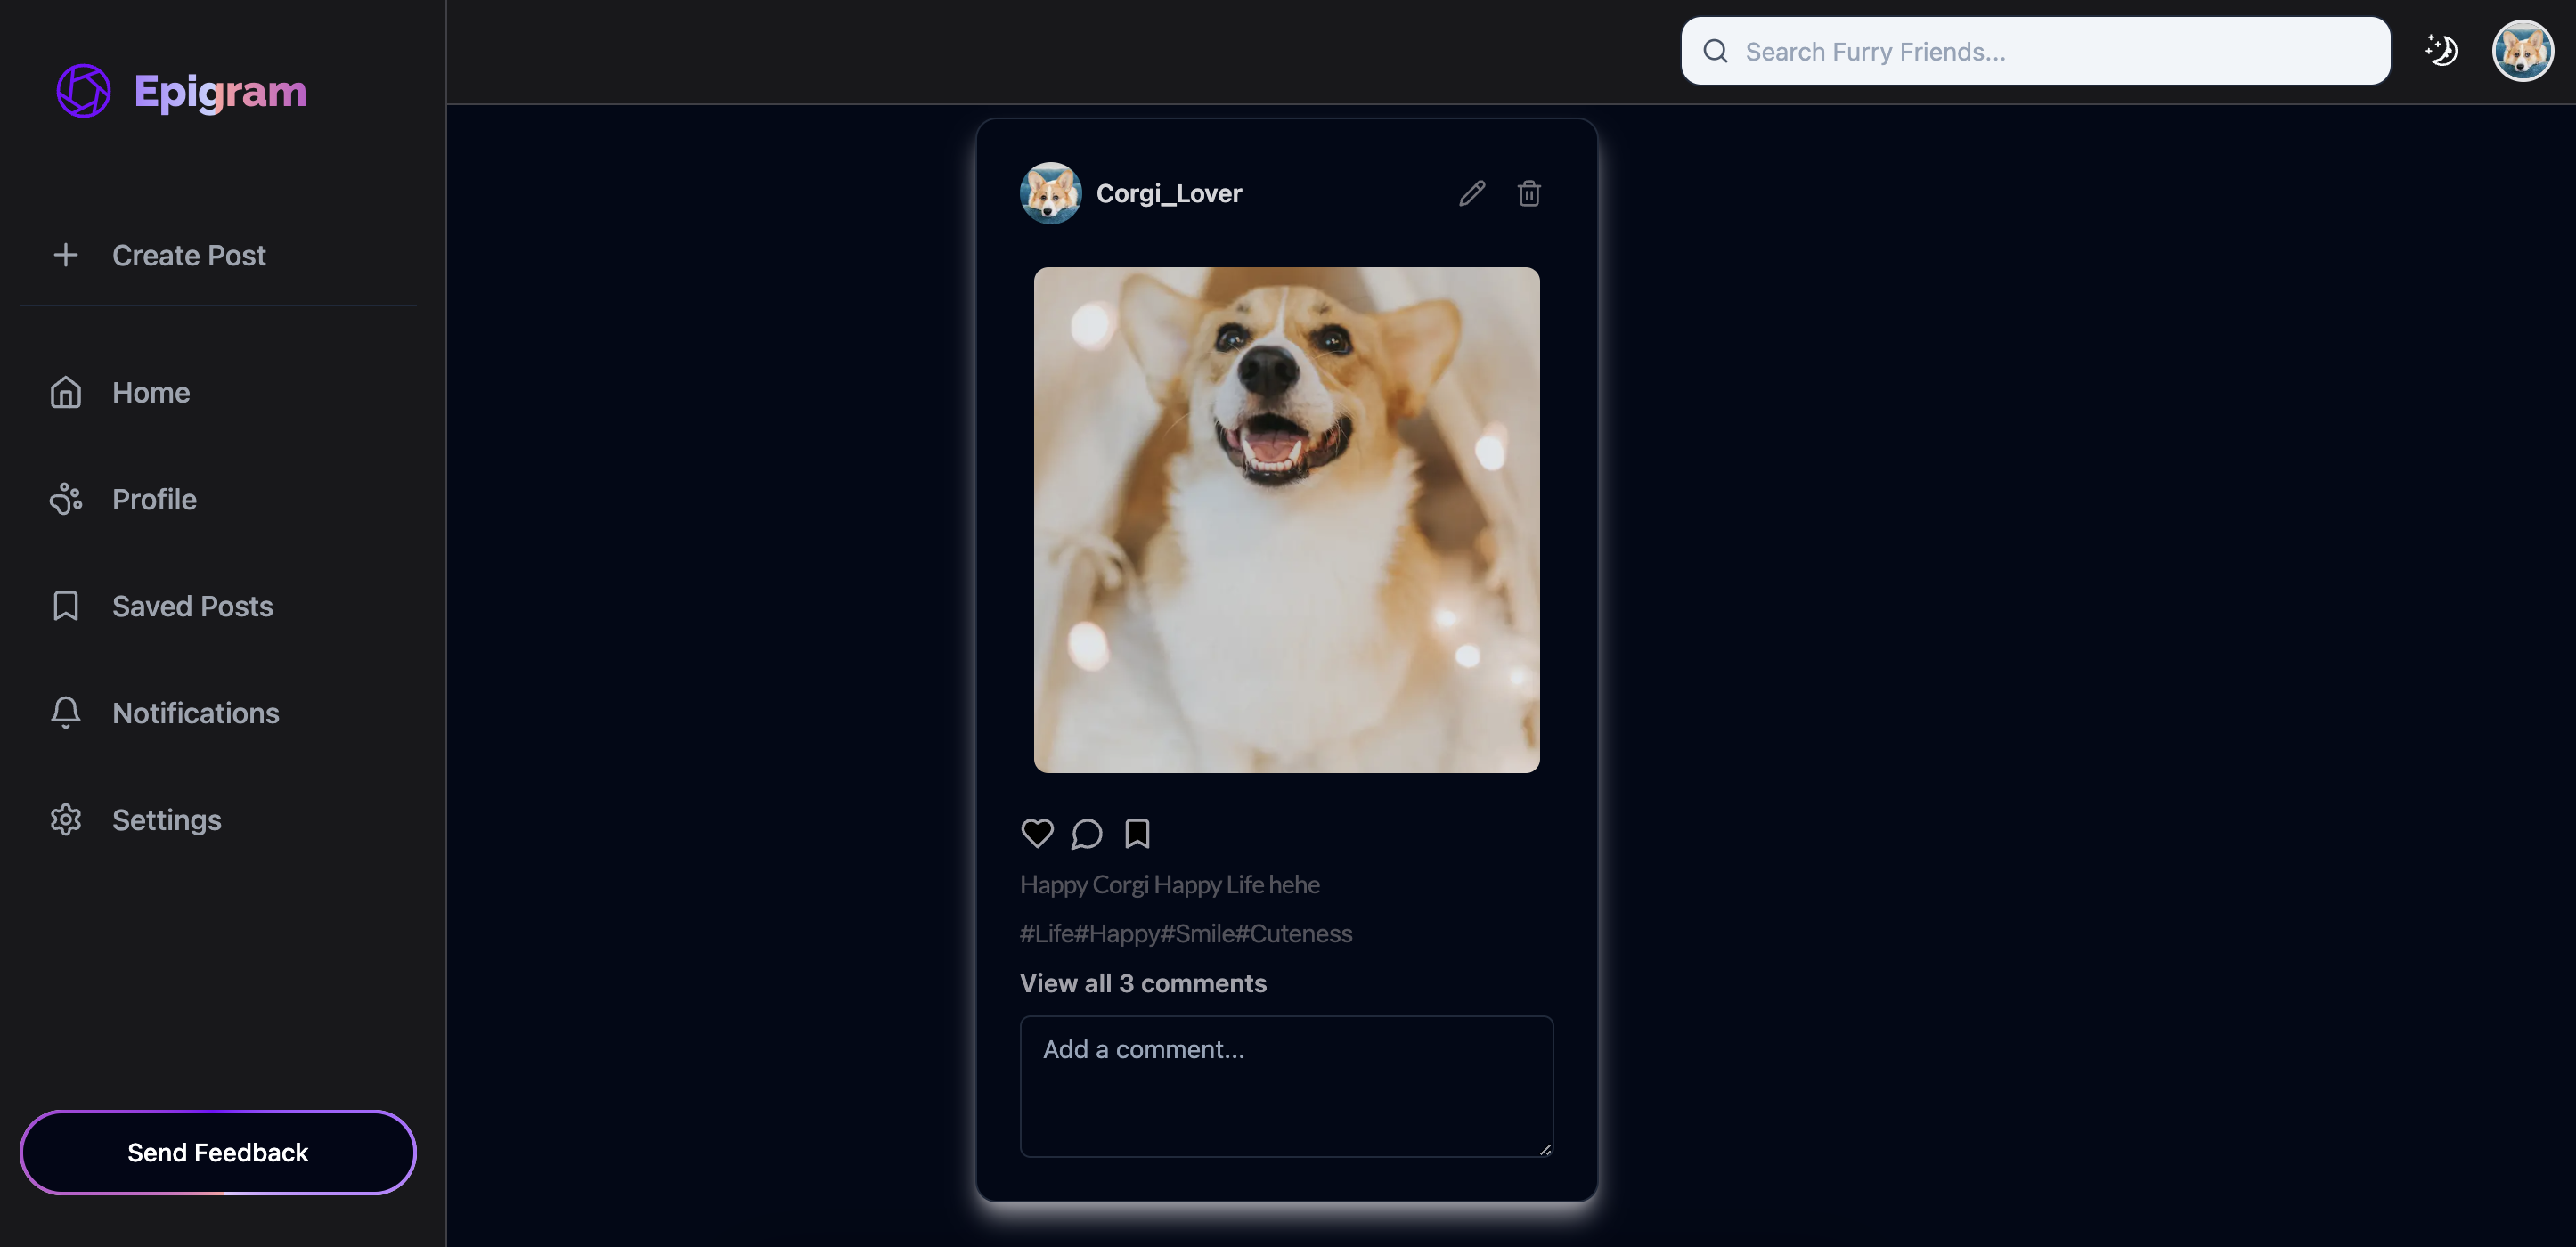 Epigram
Search Furry Friends...
Create Post
Home
Profile
Saved Posts
Notifications
Settings
Send Feedback
Corgi_Lover
Happy Corgi Happy Life hehe
#Life#Happy#Smile#Cuteness
View all 3 comments
Add a comment...